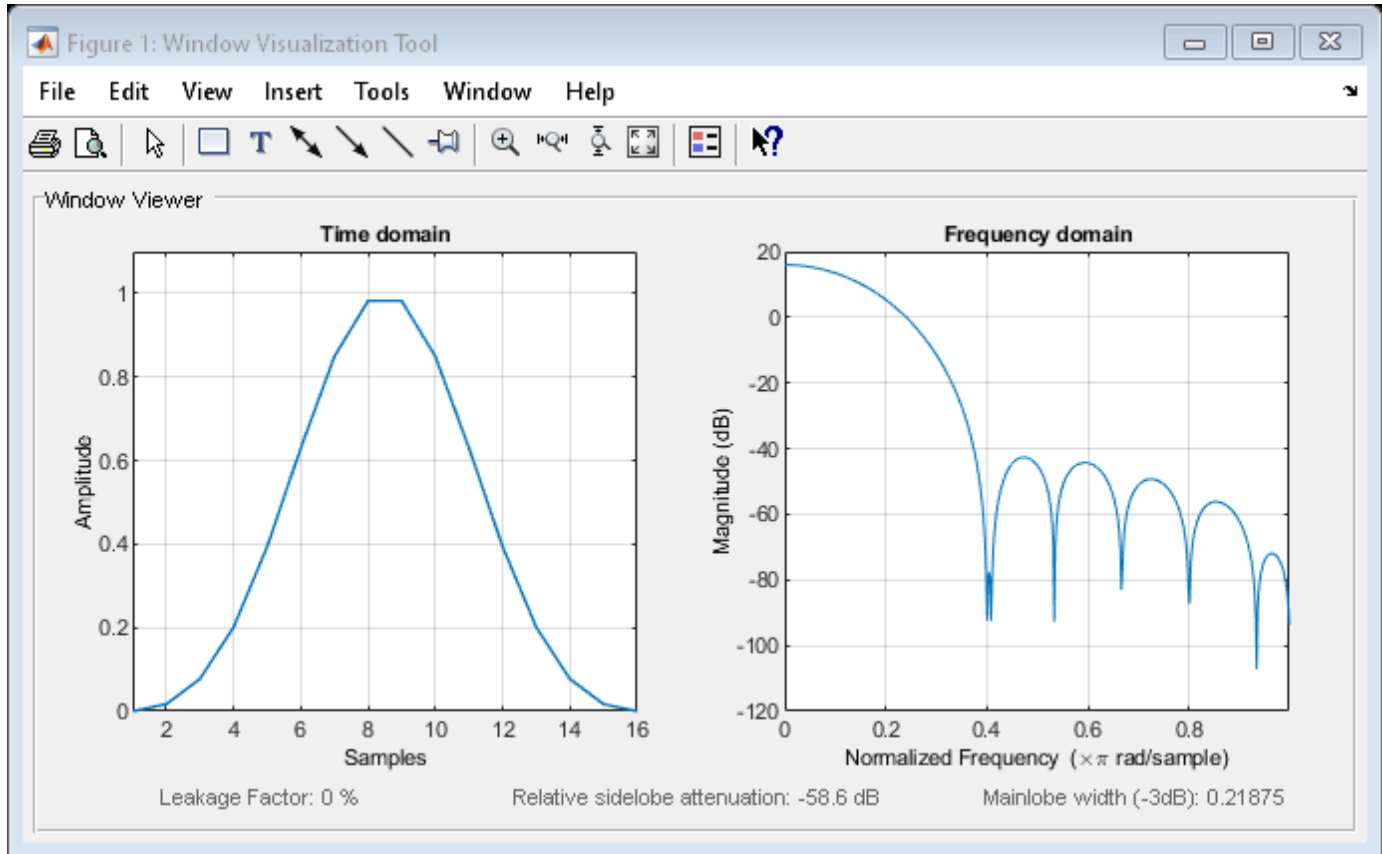 Figure 1: Window Visualization Tool
File Edit View Insert Tools Window Help
T
?
Window Viewer
Time domain
1
0.8
0.6
0.4
0.2
0
2 4 6 8 10 12 14 16
Amplitude
Samples
Frequency domain
20
0
-20
-40
-60
-80
-100
-120
0 0.2 0.4 0.6 0.8
Magnitude (dB)
Normalized Frequency (×π rad/sample)
Leakage Factor: 0 % Relative sidelobe attenuation: -58.6 dB Mainlobe width (-3dB): 0.21875